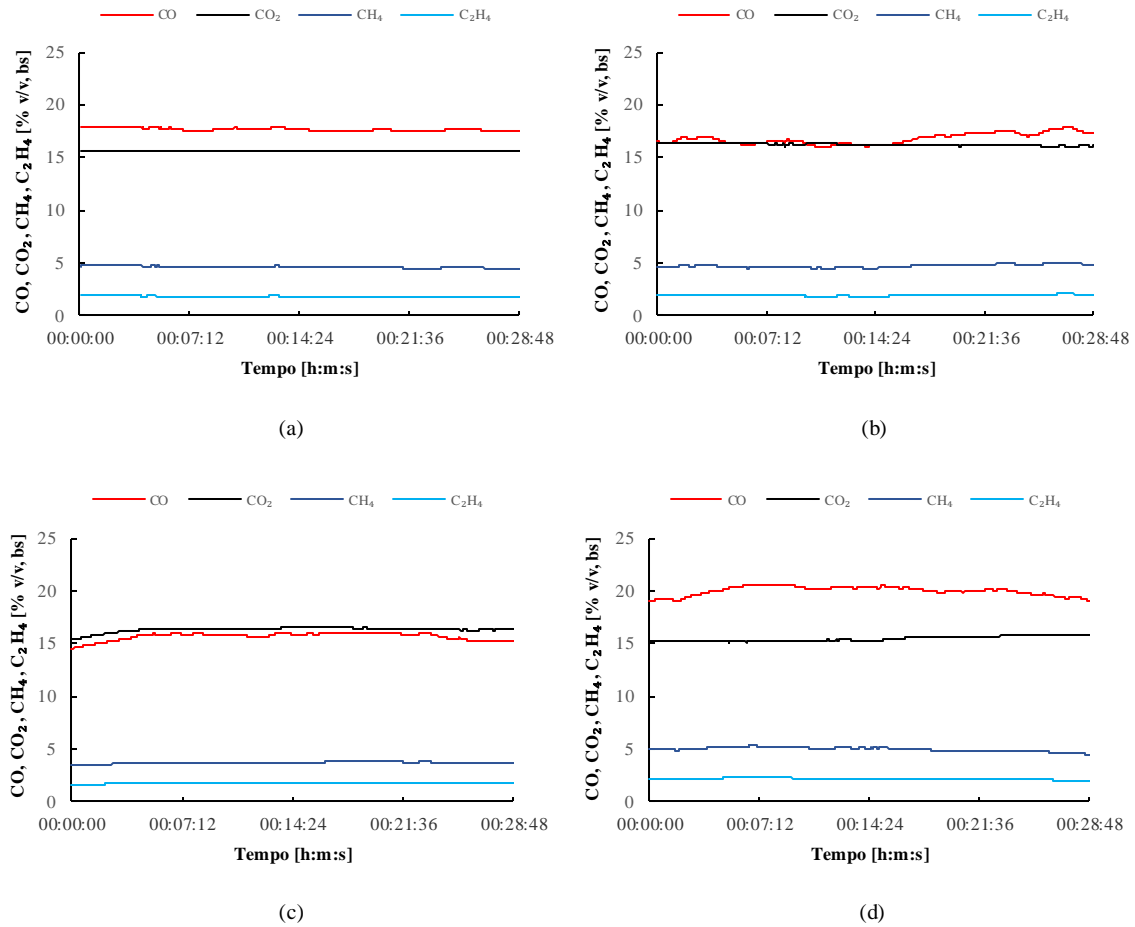 CO CO₂ CH₄ C₂H₄
CO, CO₂, CH₄, C₂H₄ [% v/v, bs]
25
20
15
10
5
0
00:00:00 00:07:12 00:14:24 00:21:36 00:28:48
Tempo [h:m:s]
(a)
CO CO₂ CH₄ C₂H₄
CO, CO₂, CH₄, C₂H₄ [% v/v, bs]
25
20
15
10
5
0
00:00:00 00:07:12 00:14:24 00:21:36 00:28:48
Tempo [h:m:s]
(b)
CO CO₂ CH₄ C₂H₄
CO, CO₂, CH₄, C₂H₄ [% v/v, bs]
25
20
15
10
5
0
00:00:00 00:07:12 00:14:24 00:21:36 00:28:48
Tempo [h:m:s]
(c)
CO CO₂ CH₄ C₂H₄
CO, CO₂, CH₄, C₂H₄ [% v/v, bs]
25
20
15
10
5
0
00:00:00 00:07:12 00:14:24 00:21:36 00:28:48
Tempo [h:m:s]
(d)